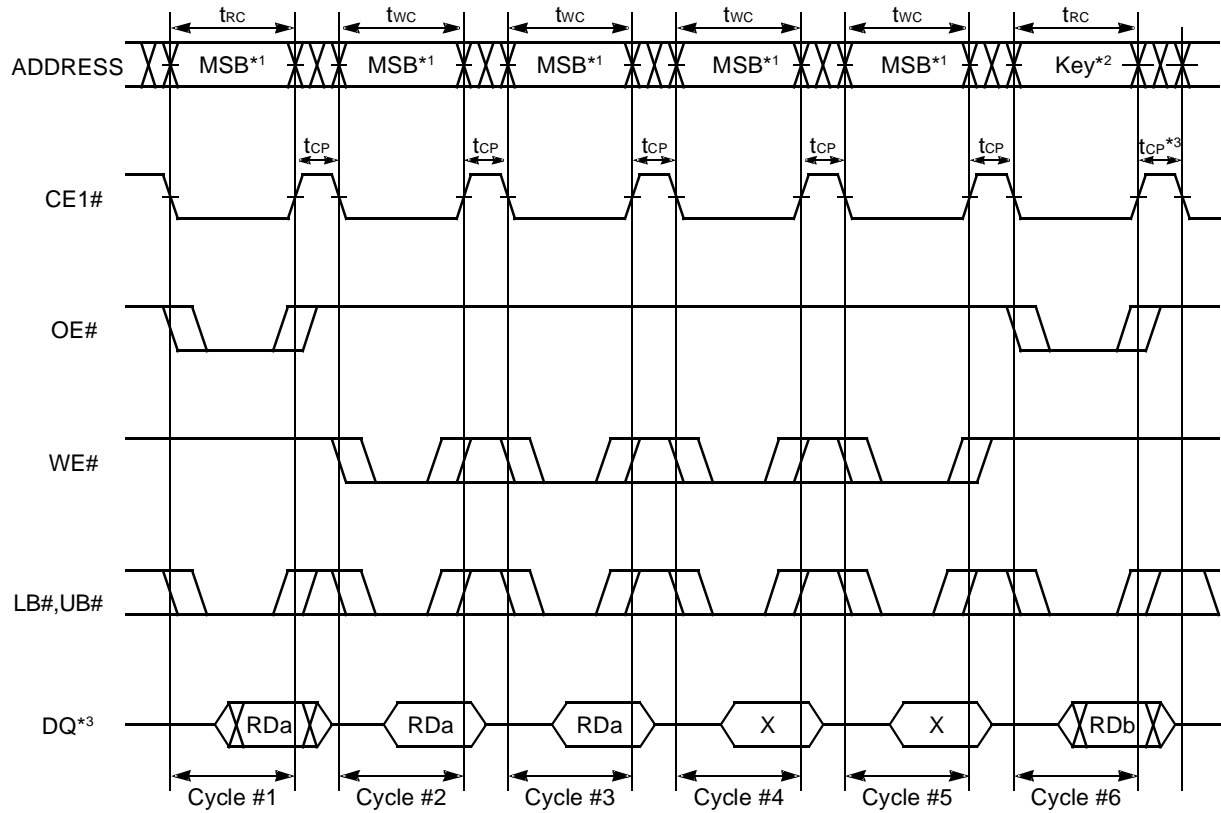 tRC tWC tWC tWC tWC tRC
ADDRESS MSB*1 MSB*1 MSB*1 MSB*1 MSB*1 Key*2
tCP tCP tCP tCP tCP tCP*3
CE1#
OE#
WE#
LB#,UB#
DQ*3 RDa RDa RDa X X RDb
Cycle #1 Cycle #2 Cycle #3 Cycle #4 Cycle #5 Cycle #6